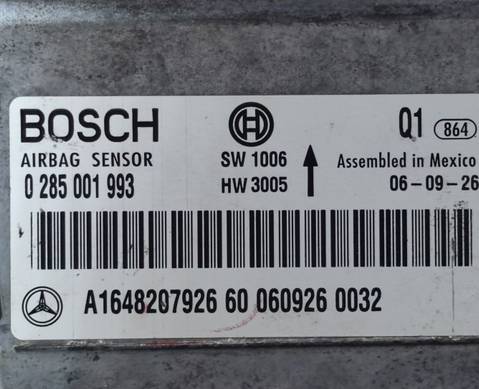 BOSCH
Q1 864
AIRBAG SENSOR SW 1006 Assembled in Mexico
0 285 001 993 HW 3005 06-09-26
A1648207926 60 060926 0032